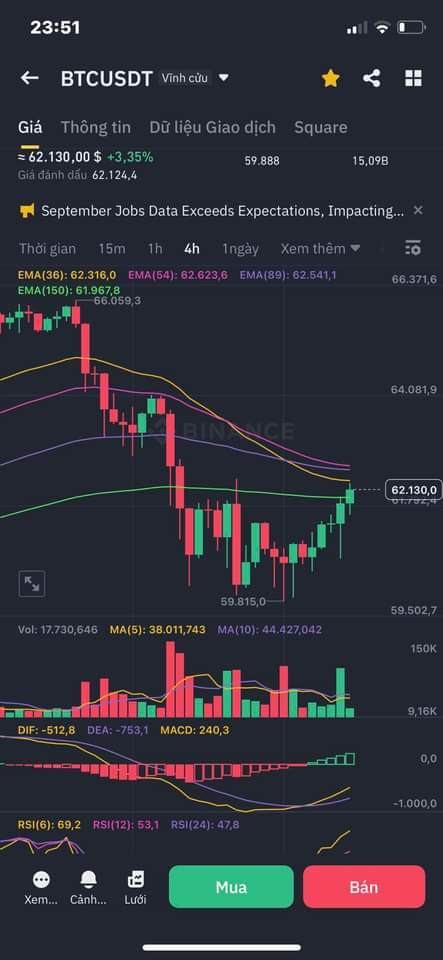 23:51
BTCUSDT Vĩnh cửu
Giá Thông tin Dữ liệu Giao dịch Square
≈ 62.130,00 $ +3,35% 59.888 15,09B
Giá đánh dấu 62.124,4
September Jobs Data Exceeds Expectations, Impacting...
Thời gian 15m 1h 4h 1ngày Xem thêm
EMA(36): 62.316,0 EMA(54): 62.623,6 EMA(89): 62.541,1
EMA(150): 61.967,8
66.371,6
66.059,3
64.081,9
BINANCE
62.130,0
61.792,4
59.815,0
59.502,7
Vol: 17.730,646 MA(5): 38.011,743 MA(10): 44.427,042
150K
9,16K
DIF: -512,8 DEA: -753,1 MACD: 240,3
0,0
-1.000,0
RSI(6): 69,2 RSI(12): 53,1 RSI(24): 47,8
Xem... Cảnh... Lưới
Mua Bán